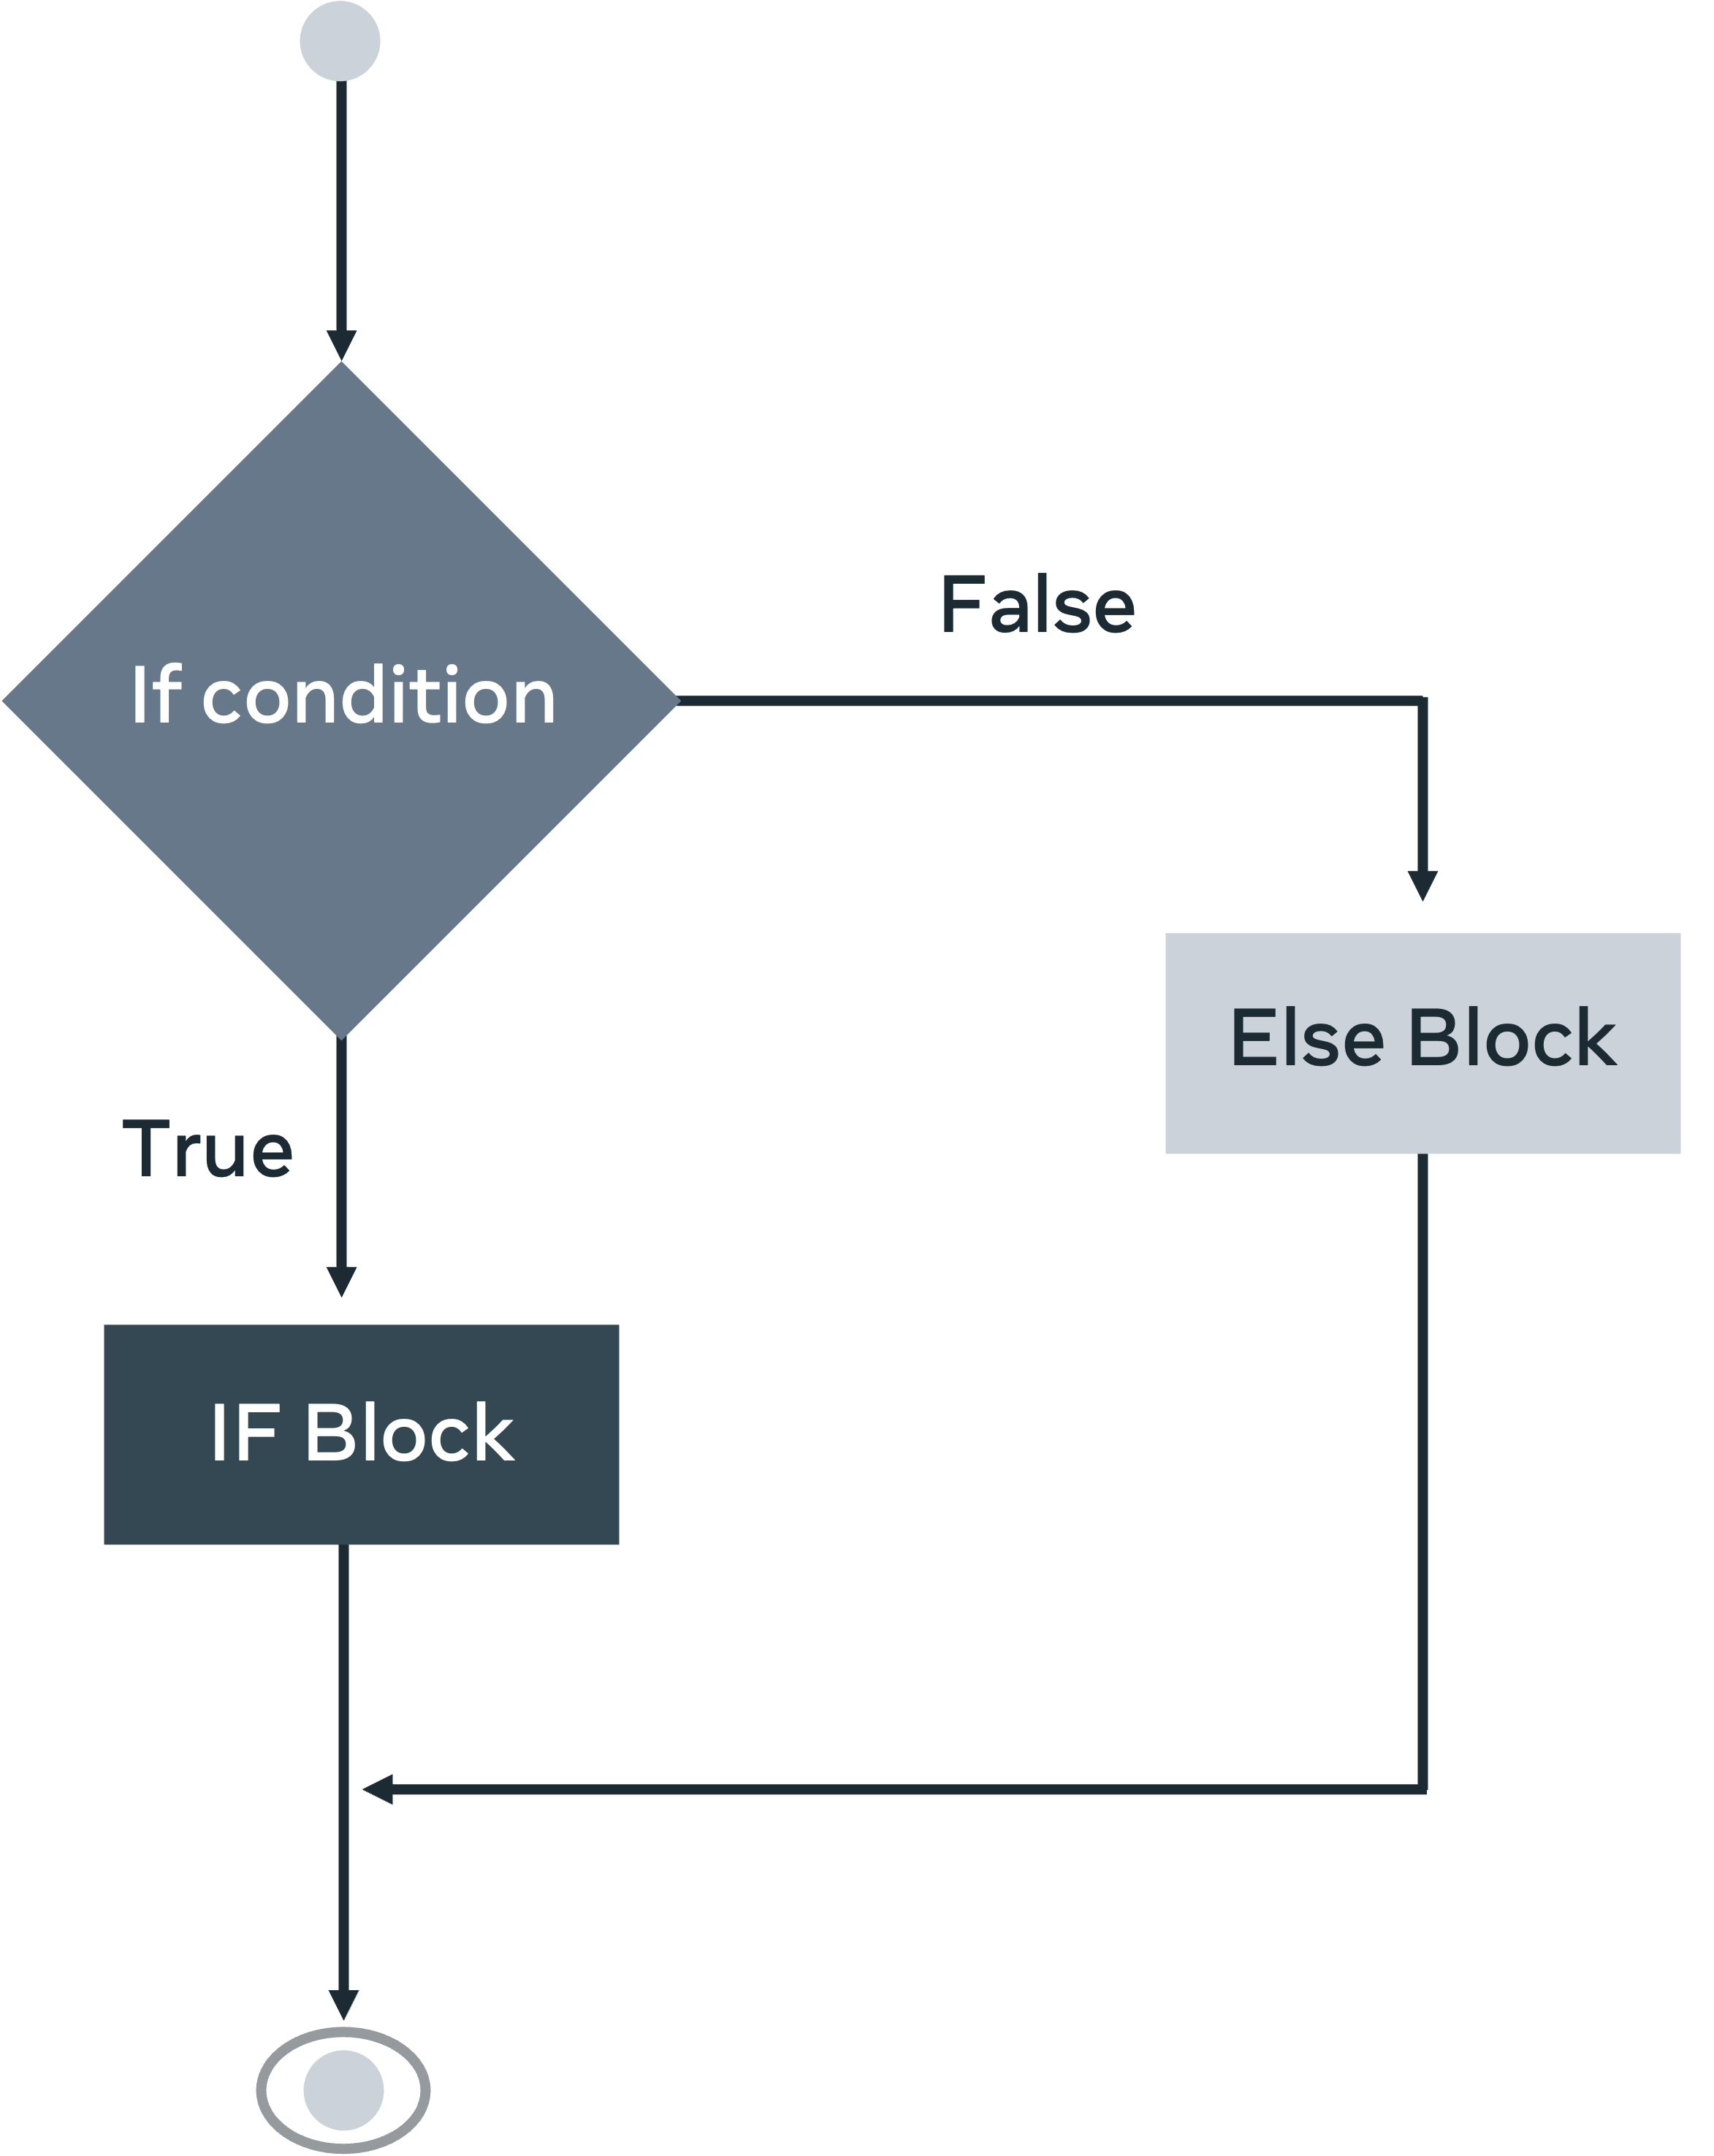 False
If condition
Else Block
True
IF Block